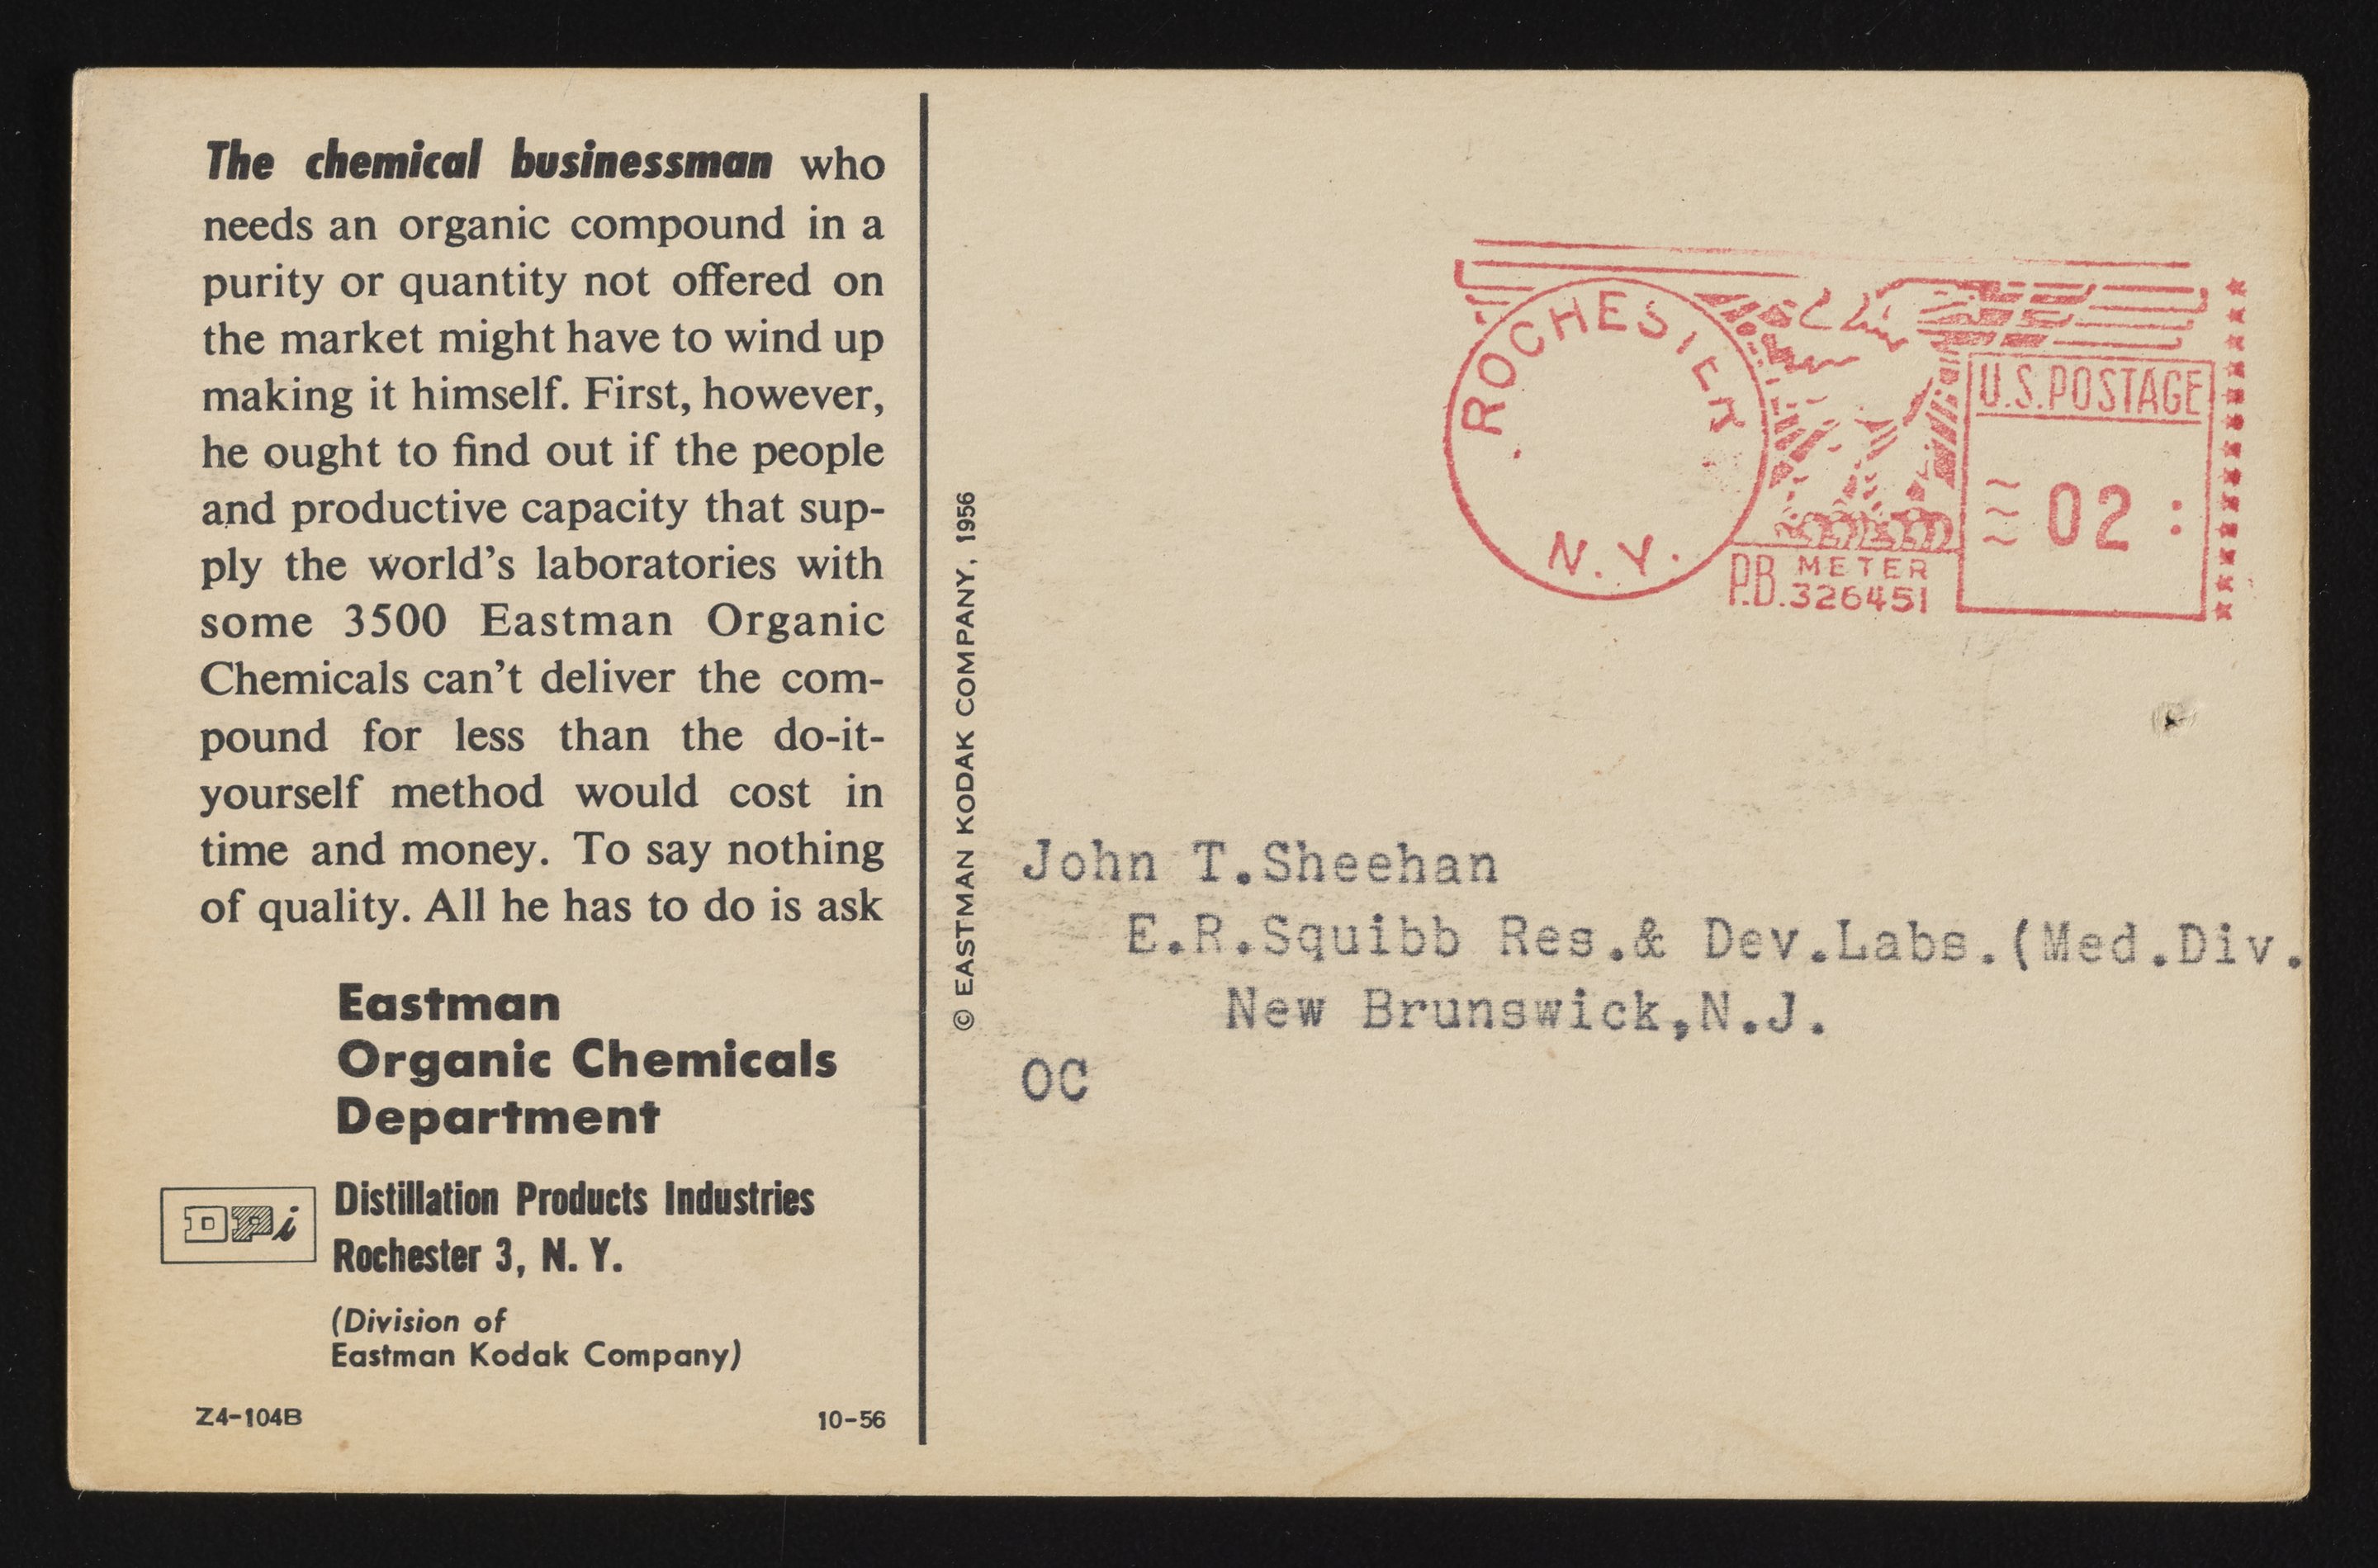 The chemical businessman who
needs an organic compound in a
purity or quantity not offered on
the market might have to wind up
making it himself. First, however,
he ought to find out if the people
and productive capacity that sup-
ply the world's laboratories with
some 3500 Eastman Organic
Chemicals can't deliver the com-
pound for less than the do-it-
yourself method would cost in
time and money. To say nothing
of quality. All he has to do is ask
Eastman
Organic Chemicals
Department
DPi
Distillation Products Industries
Rochester 3, N. Y.
(Division of
Eastman Kodak Company)
Z4-104B
10-56
© EASTMAN KODAK COMPANY, 1956
ROCHESTER
N.Y.
U.S. POSTAGE
02
P.B. METER
326451
John T.Sheehan
E.R.Squibb Res.& Dev.Labs.(Med.Div.
New Brunswick,N.J.
OC